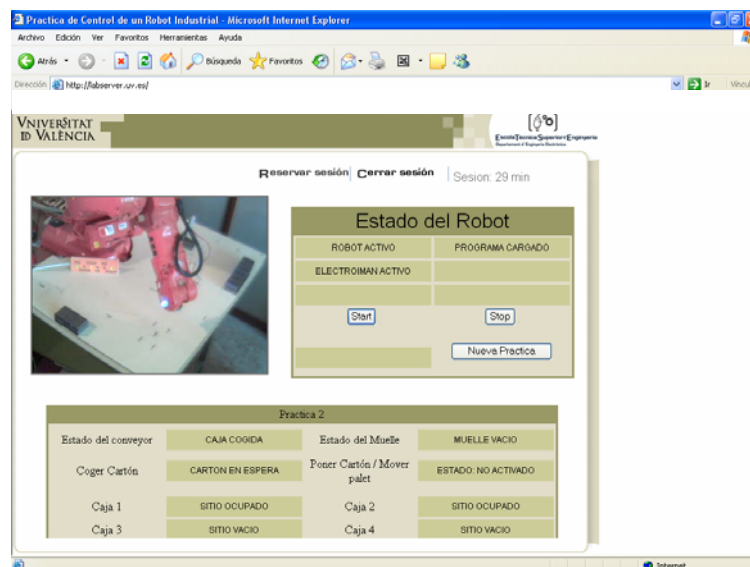 Practica de Control de un Robot Industrial - Microsoft Internet Explorer
Archivo Edición Ver Favoritos Herramientas Ayuda
Atrás Búsqueda Favoritos
Dirección http://labserver.uv.es/ Ir
VNIVERSITAT
ID VALÈNCIA
Reservar sesión Cerrar sesión Sesion: 29 min
Estado del Robot
ROBOT ACTIVO PROGRAMA CARGADO
ELECTROIMAN ACTIVO
Start Stop
Nueva Practica
Practica 2
Estado del conveyor CAJA COGIDA Estado del Muelle MUELLE VACIO
Coger Cartón CARTON EN ESPERA Poner Cartón / Mover palet ESTADO: NO ACTIVADO
Caja 1 SITIO OCUPADO Caja 2 SITIO OCUPADO
Caja 3 SITIO VACIO Caja 4 SITIO VACIO
Internet